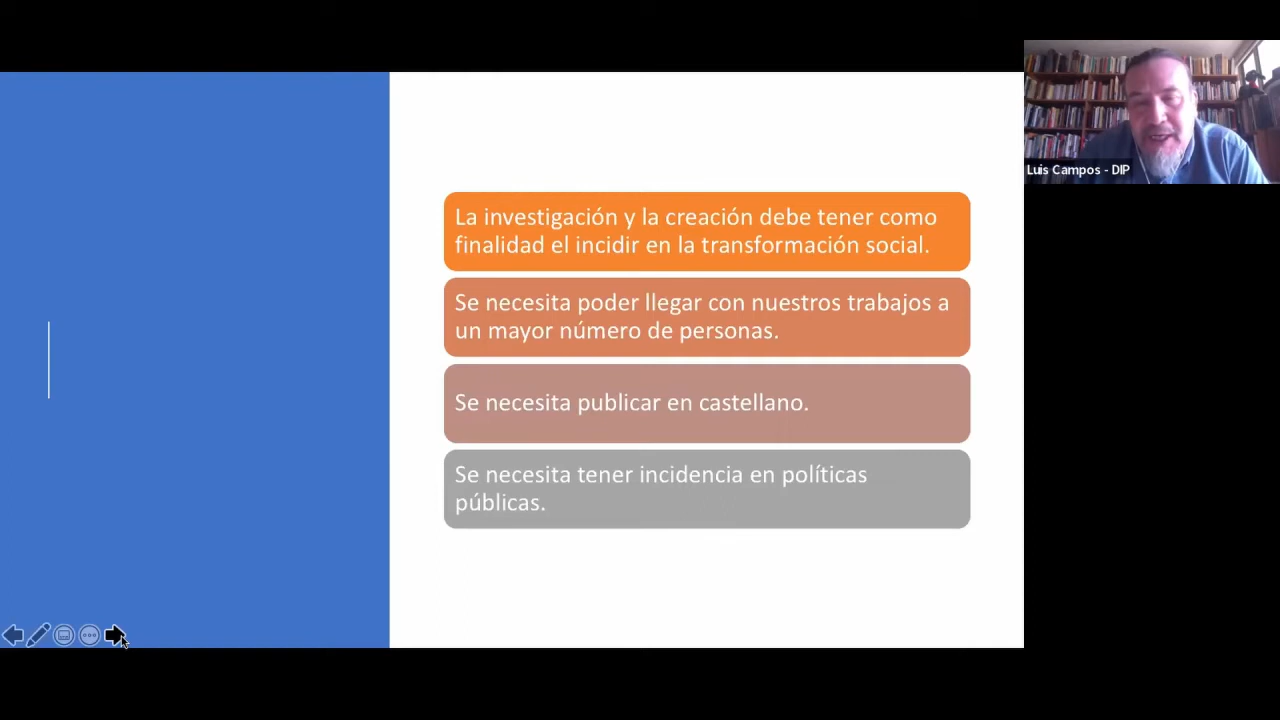 La investigación y la creación debe tener como
finalidad el incidir en la transformación social.
Se necesita poder llegar con nuestros trabajos a
un mayor número de personas.
Se necesita publicar en castellano.
Se necesita tener incidencia en políticas
públicas.
Luis Campos - DIP